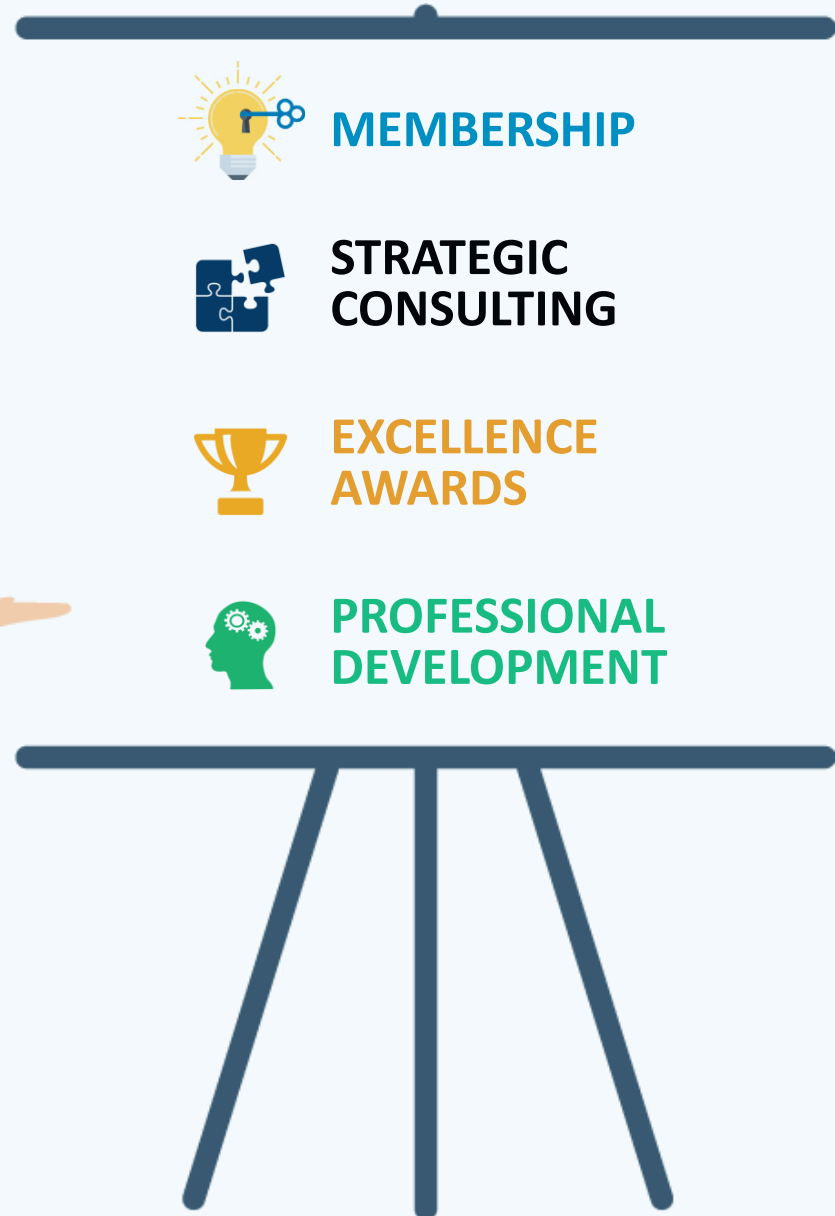 MEMBERSHIP
STRATEGIC
CONSULTING
EXCELLENCE
AWARDS
PROFESSIONAL
DEVELOPMENT